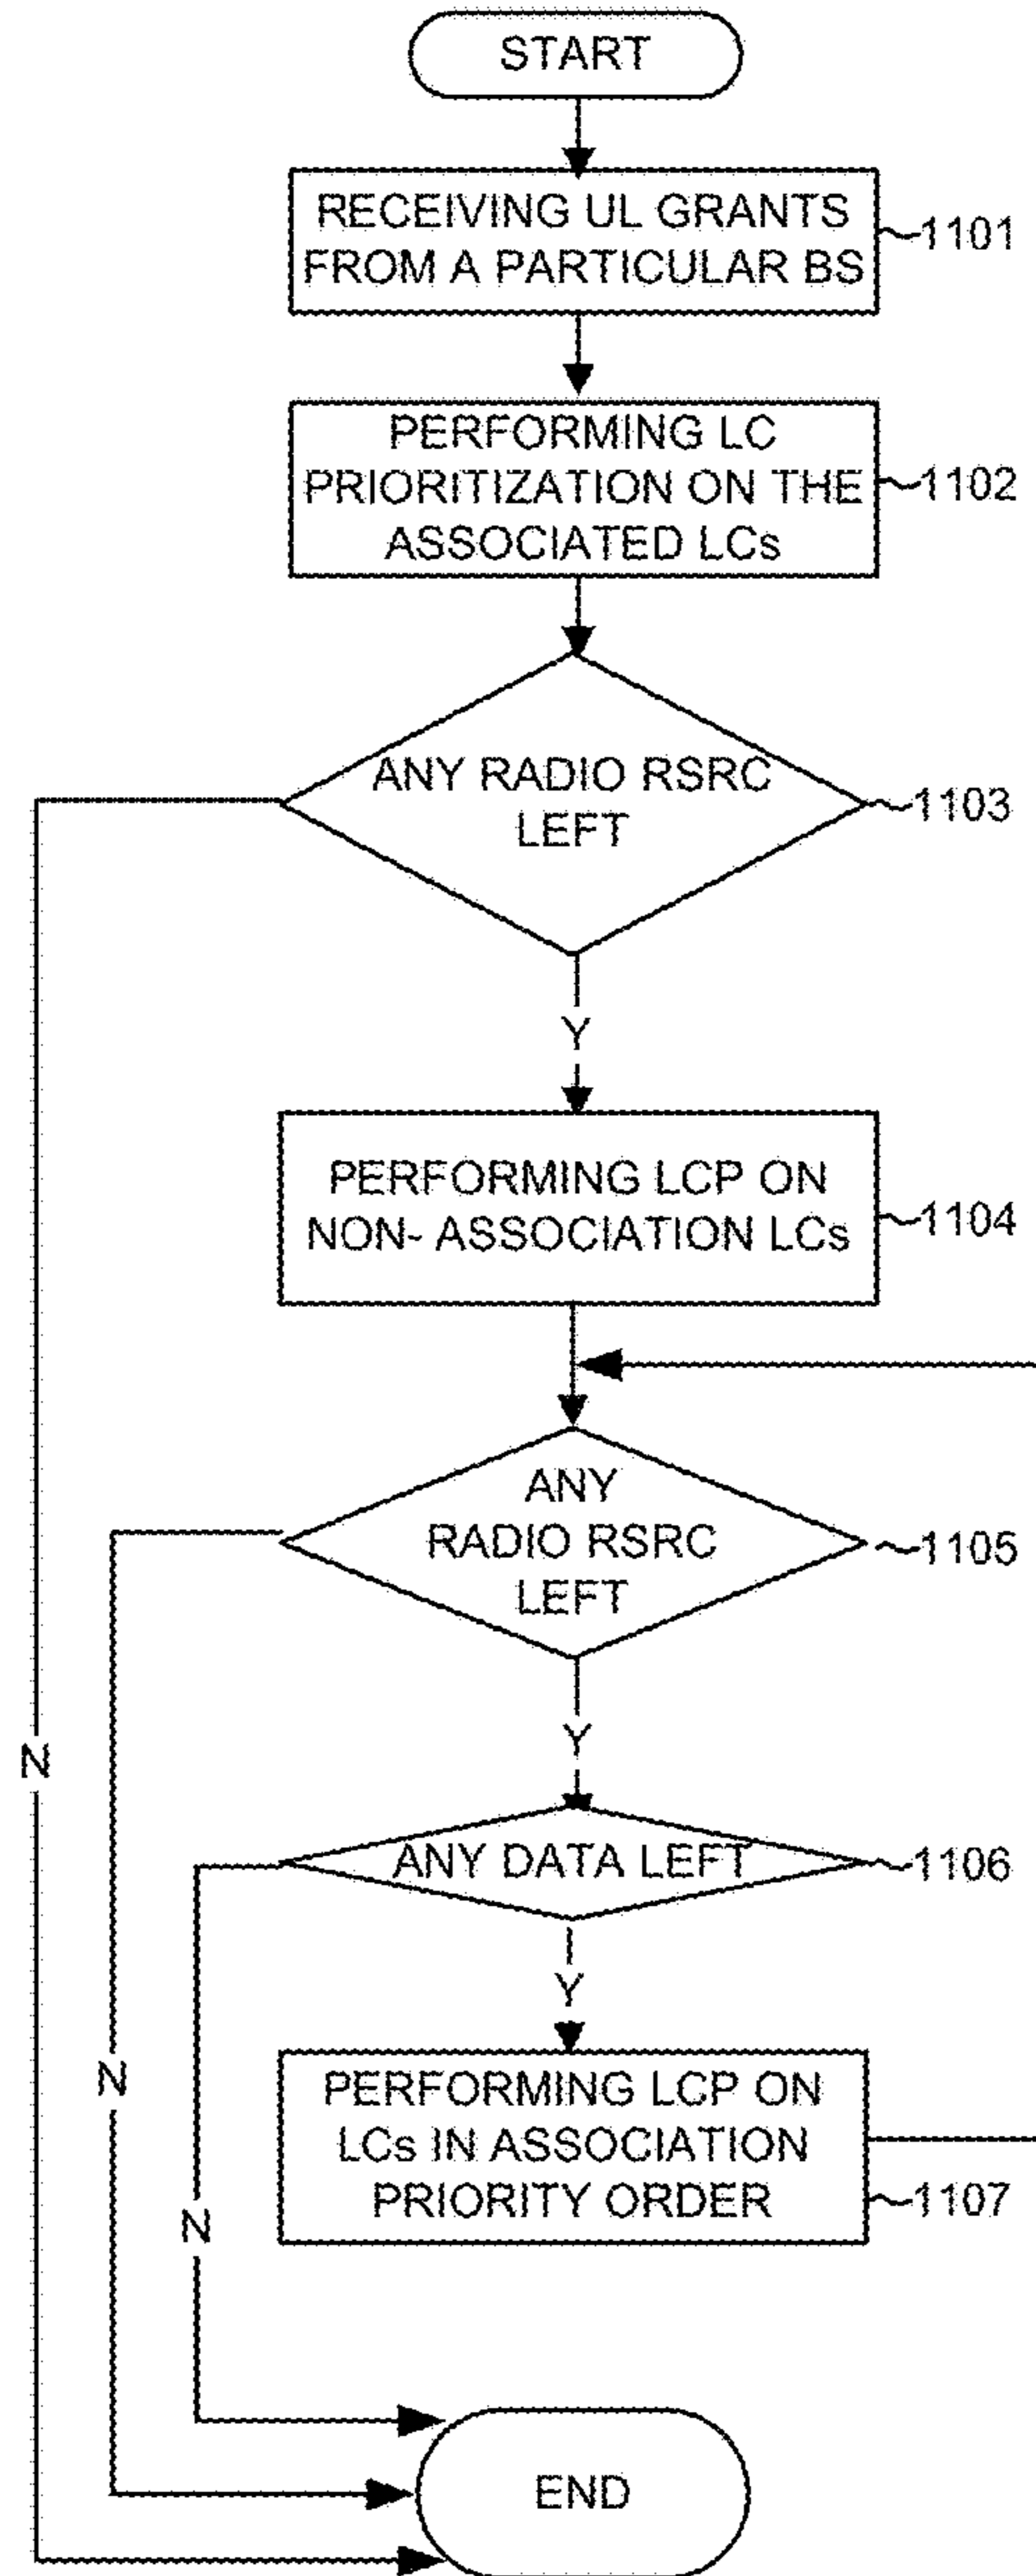 START
RECEIVING UL GRANTS
FROM A PARTICULAR BS
1101
PERFORMING LC
PRIORITIZATION ON THE
ASSOCIATED LCs
1102
ANY RADIO RSRC
LEFT
1103
Y
PERFORMING LCP ON
NON- ASSOCIATION LCs
1104
ANY
RADIO RSRC
LEFT
1105
Y
N
ANY DATA LEFT
1106
Y
N
PERFORMING LCP ON
LCs IN ASSOCIATION
PRIORITY ORDER
1107
N
END